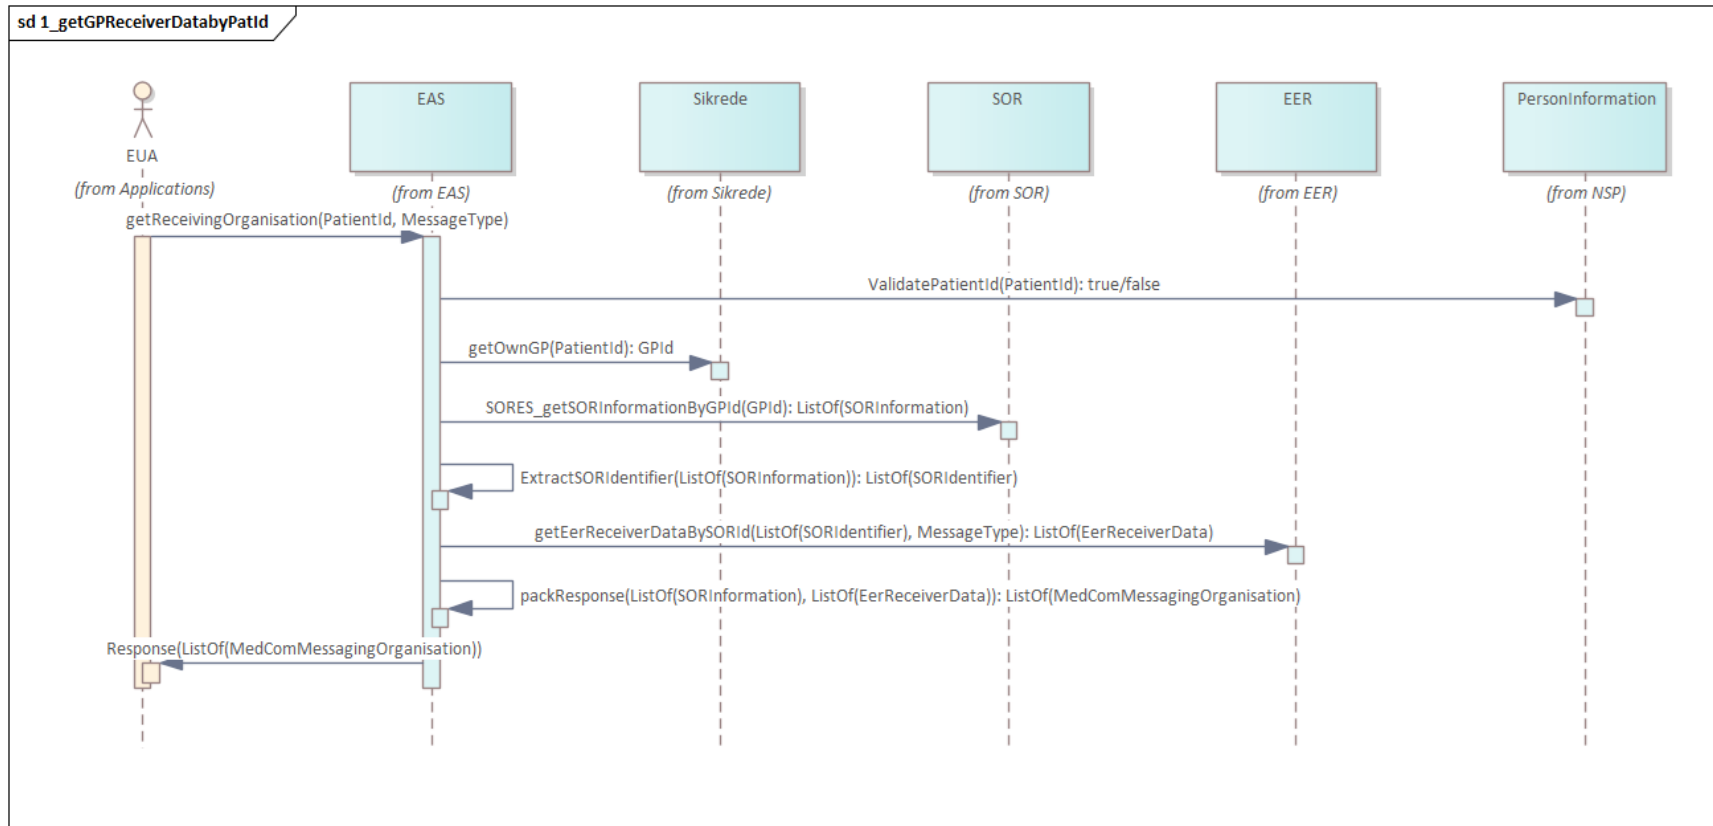 sd 1_getGPReceiverDatabyPatId
EAS
Sikrede
SOR
EER
PersonInformation
EUA
(from Applications)
(from EAS)
(from Sikrede)
(from SOR)
(from EER)
(from NSP)
getReceivingOrganisation(PatientId, MessageType)
ValidatePatientId(PatientId): true/false
getOwnGP(PatientId): GPId
SORES_getSORInformationByGPId(GPId): ListOf(SORInformation)
ExtractSORIdentifier(ListOf(SORInformation)): ListOf(SORIdentifier)
getEerReceiverDataBySORId(ListOf(SORIdentifier), MessageType): ListOf(EerReceiverData)
packResponse(ListOf(SORInformation), ListOf(EerReceiverData)): ListOf(MedComMessagingOrganisation)
Response(ListOf(MedComMessagingOrganisation))